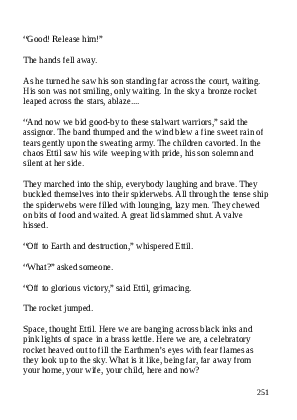 “Good! Release him!”
The hands fell away.
As he turned he saw his son standing far across the court, waiting.
His son was not smiling, only waiting. In the sky a bronze rocket
leaped across the stars, ablaze....
“And now we bid good-by to these stalwart warriors,” said the
assignor. The band thumped and the wind blew a fine sweet rain of
tears gently upon the sweating army. The children cavorted. In the
chaos Ettil saw his wife weeping with pride, his son solemn and
silent at her side.
They marched into the ship, everybody laughing and brave. They
buckled themselves into their spiderwebs. All through the tense ship
the spiderwebs were filled with lounging, lazy men. They chewed
on bits of food and waited. A great lid slammed shut. A valve
hissed.
“Off to Earth and destruction,” whispered Ettil.
“What?” asked someone.
“Off to glorious victory,” said Ettil, grimacing.
The rocket jumped.
Space, thought Ettil. Here we are banging across black inks and
pink lights of space in a brass kettle. Here we are, a celebratory
rocket heaved out to fill the Earthmen’s eyes with fear flames as
they look up to the sky. What is it like, being far, far away from
your home, your wife, your child, here and now?
251